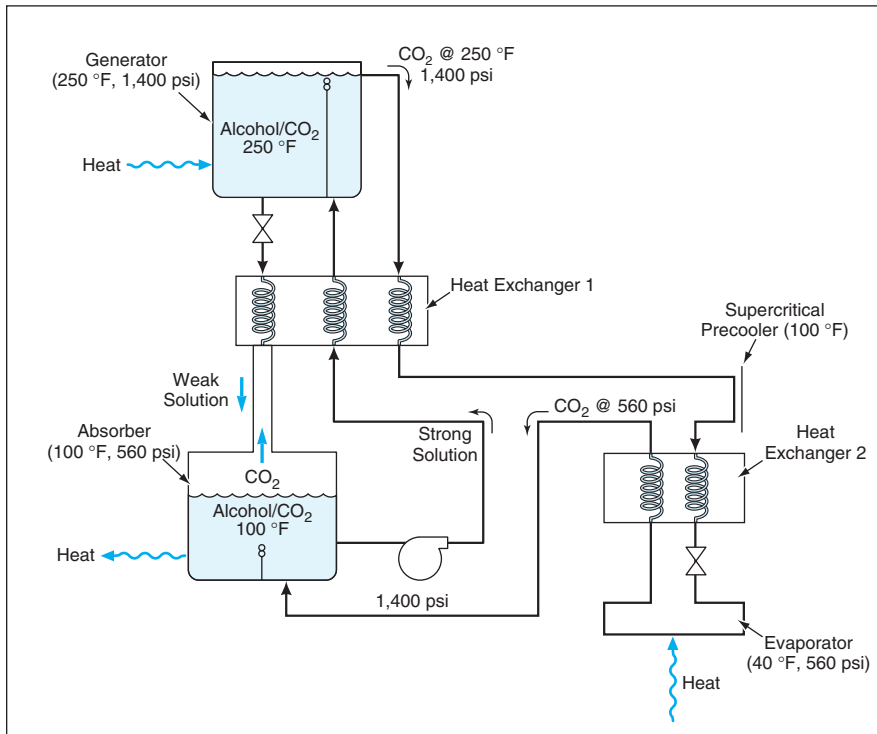 Generator
(250 °F, 1,400 psi)
CO2 @ 250 °F
1,400 psi
Alcohol/CO2
250 °F
Heat
Heat Exchanger 1
Supercritical
Precooler (100 °F)
Weak
Solution
CO2 @ 560 psi
Absorber
(100 °F, 560 psi)
Strong
Solution
Heat
Exchanger 2
CO2
Alcohol/CO2
100 °F
Heat
1,400 psi
Evaporator
(40 °F, 560 psi)
Heat